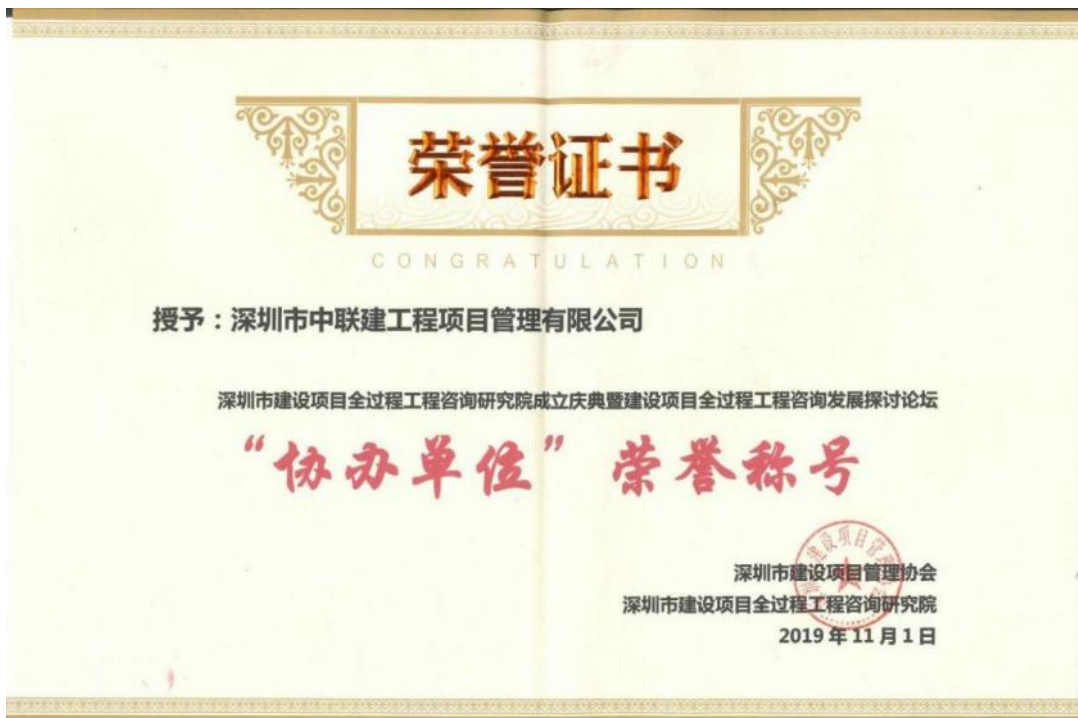 荣誉证书
CONGRATULATION
授予：深圳市中联建工程项目管理有限公司
深圳市建设项目全过程工程咨询研究院成立庆典暨建设项目全过程工程咨询发展探讨论坛
“协办单位”荣誉称号
深圳市建设项目管理协会
深圳市建设项目全过程工程咨询研究院
2019年11月1日